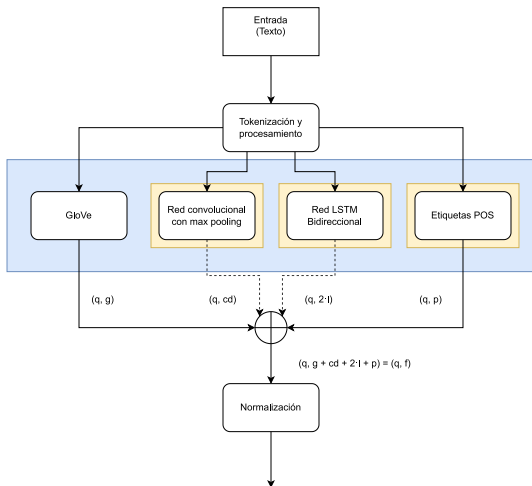 Entrada
(Texto)
Tokenización y
procesamiento
GloVe
Red convolucional
con max pooling
Red LSTM
Bidireccional
Etiquetas POS
(q, g)
(q, cd)
(q, 2·l)
(q, p)
(q, g + cd + 2·l + p) = (q, f)
Normalización